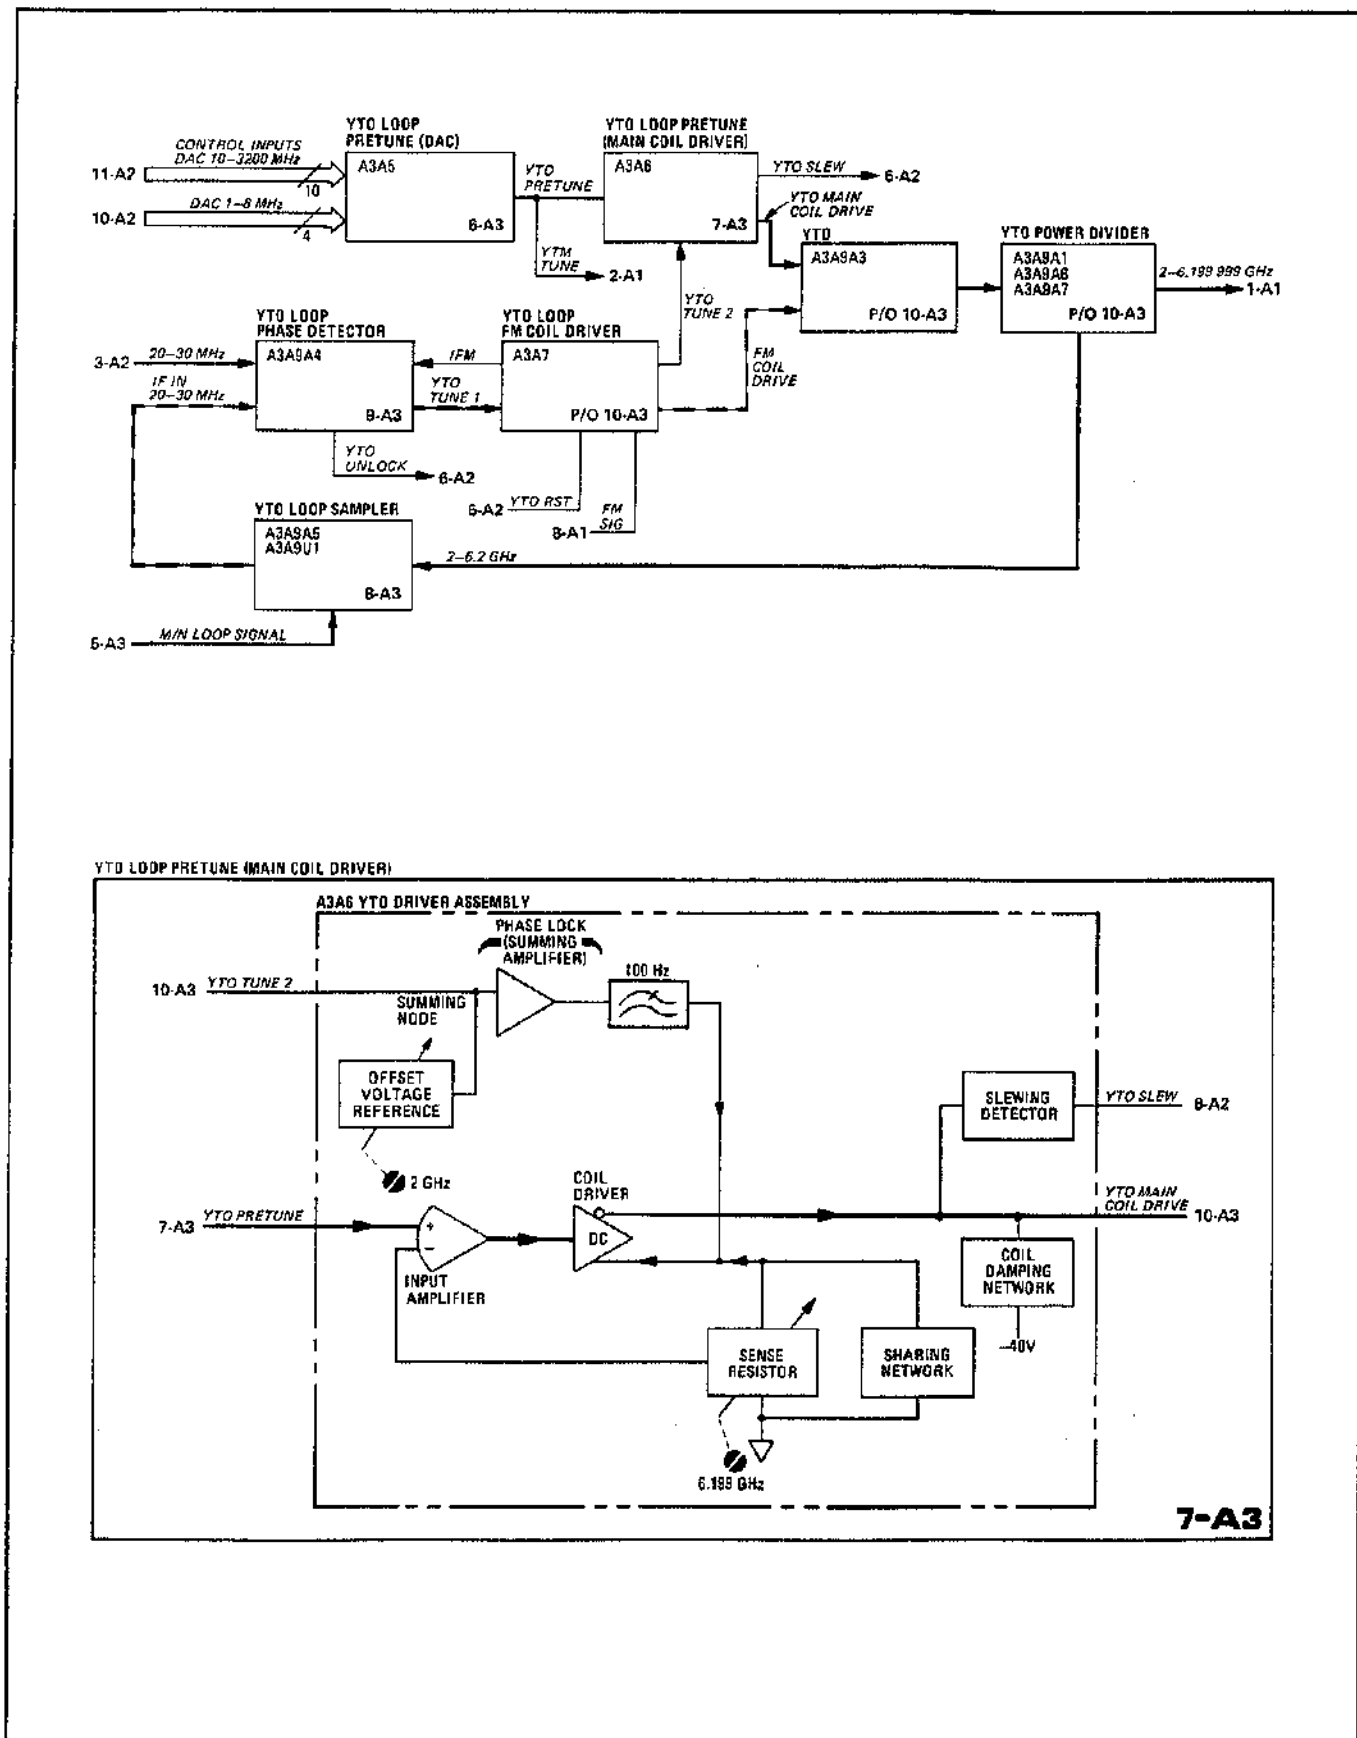 YTO LOOP
PRETUNE (DAC)
YTO LOOP PRETUNE
(MAIN COIL DRIVER)
CONTROL INPUTS
DAC 10-3200 MHz
11-A2
10
A3A5
6-A3
YTO
PRETUNE
A3A6
7-A3
YTO SLEW
6-A2
10-A2
DAC 1-8 MHz
4
YTM
TUNE
2-A1
YTO MAIN
COIL DRIVE
YTO
A3A9A3
P/O 10-A3
YTO POWER DIVIDER
A3A9A1
A3A9A6
A3A9A7
P/O 10-A3
2-6.199 999 GHz
1-A1
YTO LOOP
PHASE DETECTOR
YTO LOOP
FM COIL DRIVER
YTO
TUNE 2
3-A2
20-30 MHz
IF IN
20-30 MHz
A3A9A4
8-A3
IFM
YTO
TUNE 1
A3A7
P/O 10-A3
FM
COIL
DRIVE
YTO
UNLOCK
6-A2
6-A2
YTO RST
8-A1
FM
SIG
YTO LOOP SAMPLER
A3A9A5
A3A9U1
8-A3
2-6.2 GHz
5-A3
M/N LOOP SIGNAL
YTO LOOP PRETUNE (MAIN COIL DRIVER)
A3A6 YTO DRIVER ASSEMBLY
PHASE LOCK
(SUMMING
AMPLIFIER)
100 Hz
10-A3
YTO TUNE 2
SUMMING
NODE
OFFSET
VOLTAGE
REFERENCE
2 GHz
SLEWING
DETECTOR
YTO SLEW
6-A2
COIL
DRIVER
7-A3
YTO PRETUNE
+
−
DC
INPUT
AMPLIFIER
YTO MAIN
COIL DRIVE
10-A3
COIL
DAMPING
NETWORK
−40V
SENSE
RESISTOR
SHARING
NETWORK
6.199 GHz
7-A3